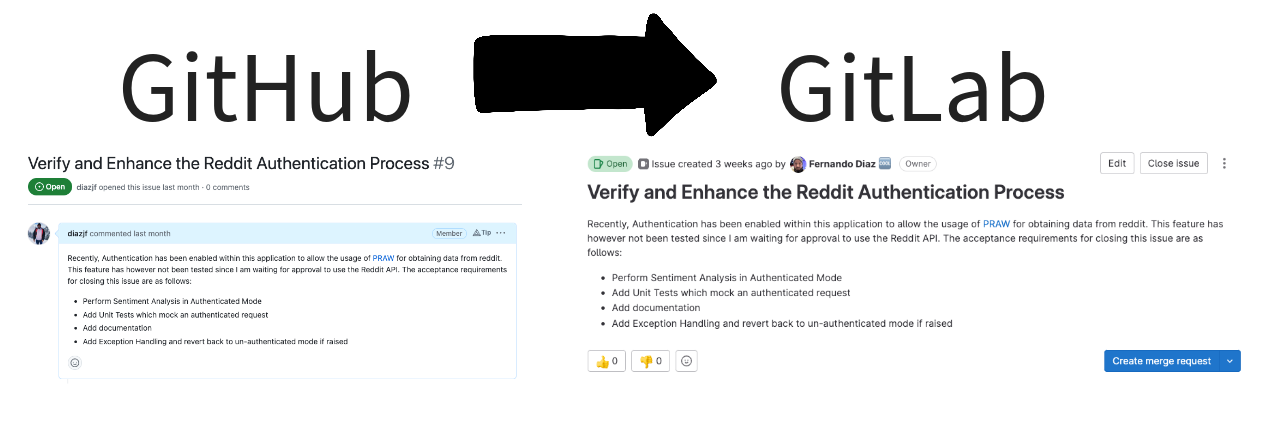 GitHub
GitLab
Verify and Enhance the Reddit Authentication Process #9
Open diazjf opened this issue last month · 0 comments
diazjf commented last month Member Tip ···
Recently, Authentication has been enabled within this application to allow the usage of PRAW for obtaining data from reddit.
This feature has however not been tested since I am waiting for approval to use the Reddit API. The acceptance requirements
for closing this issue are as follows:
• Perform Sentiment Analysis in Authenticated Mode
• Add Unit Tests which mock an authenticated request
• Add documentation
• Add Exception Handling and revert back to un-authenticated mode if raised
Open Issue created 3 weeks ago by Fernando Diaz Owner Edit Close issue
Verify and Enhance the Reddit Authentication Process
Recently, Authentication has been enabled within this application to allow the usage of PRAW for obtaining data from reddit. This feature has
however not been tested since I am waiting for approval to use the Reddit API. The acceptance requirements for closing this issue are as
follows:
• Perform Sentiment Analysis in Authenticated Mode
• Add Unit Tests which mock an authenticated request
• Add documentation
• Add Exception Handling and revert back to un-authenticated mode if raised
👍 0 👎 0 Create merge request